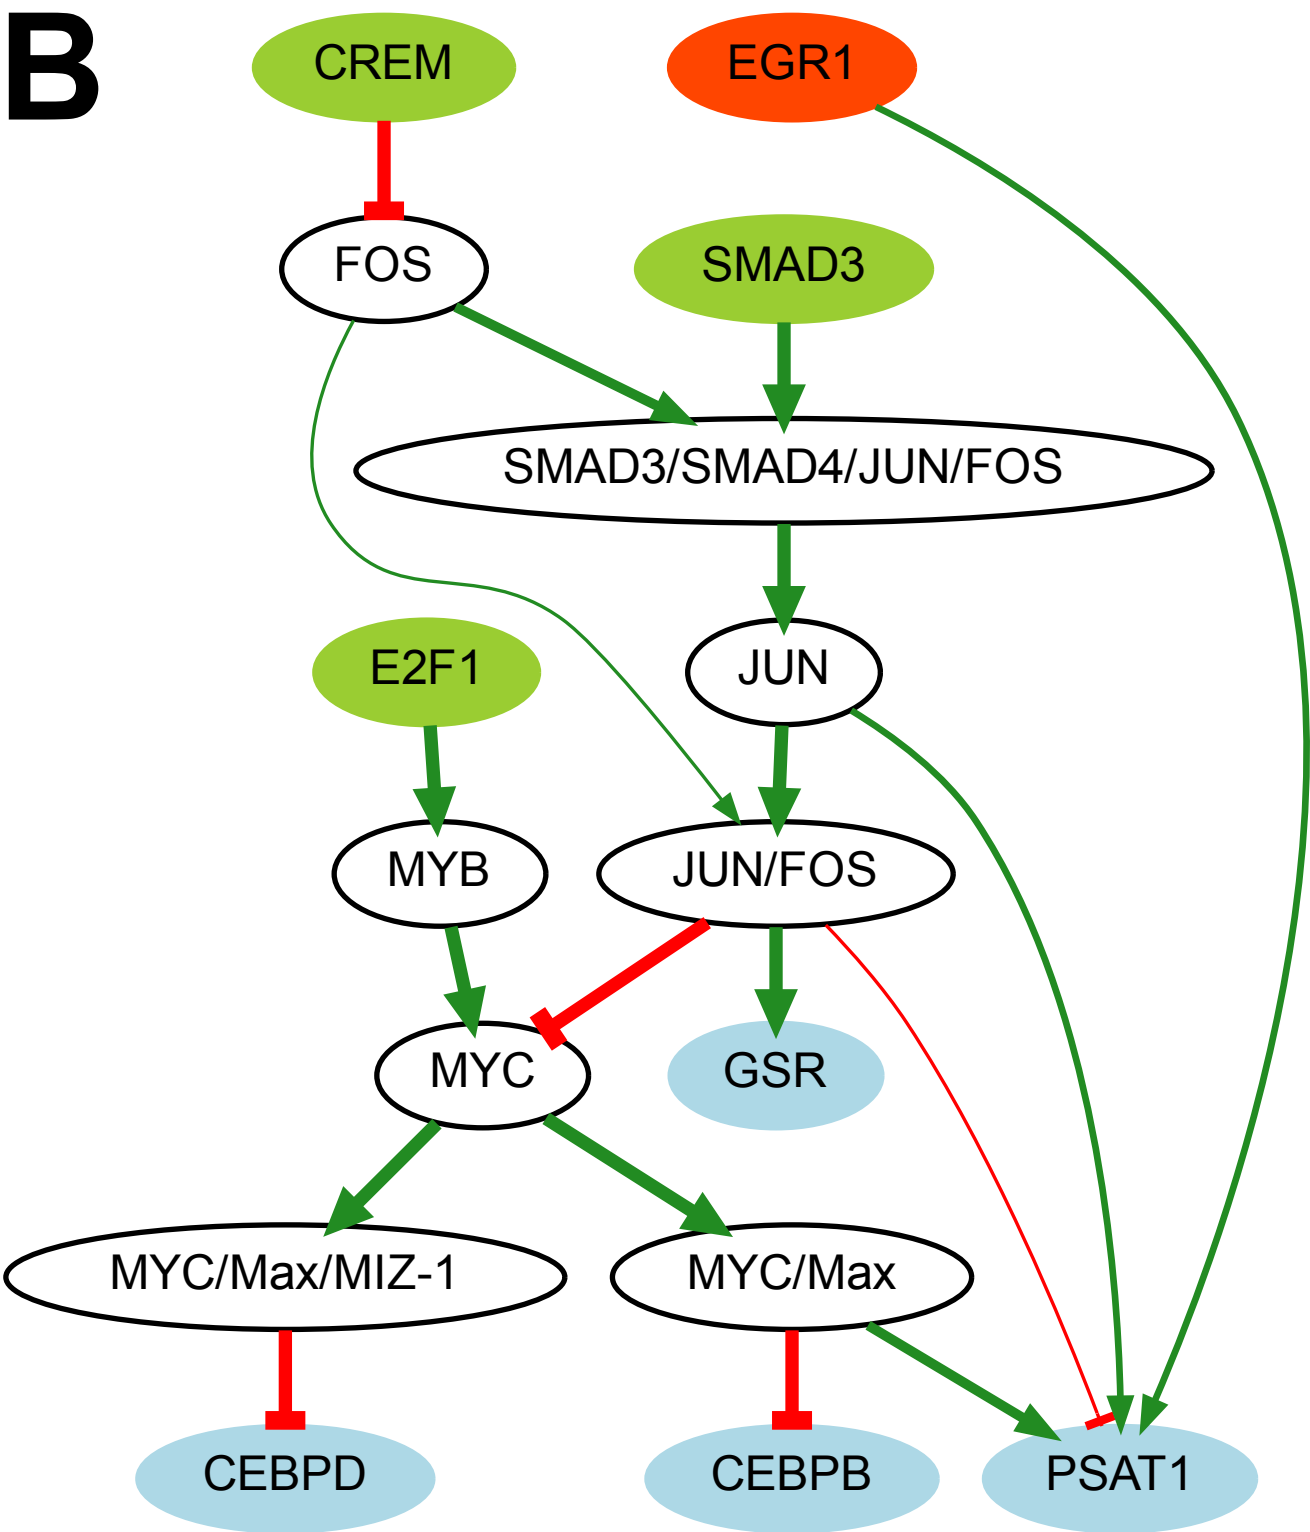 B
CREM
EGR1
FOS
SMAD3
SMAD3/SMAD4/JUN/FOS
E2F1
JUN
MYB
JUN/FOS
MYC
GSR
MYC/Max/MIZ-1
MYC/Max
CEBPD
CEBPB
PSAT1